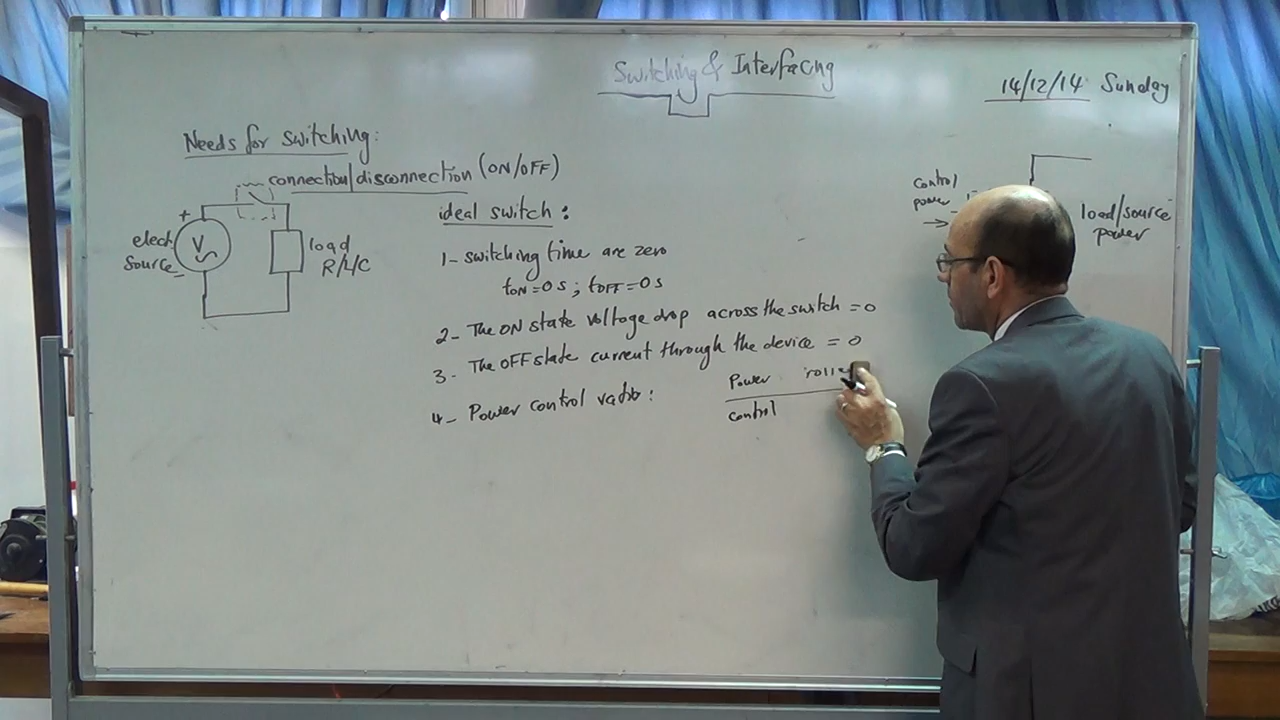 Switching & Interfacing
14/12/14 Sunday
Needs for switching:
connection/disconnection (ON/OFF)
+
V
elect.
source
-
load
R/L/C
control
power
load/source
power
ideal switch:
1- switching time are zero
tON=0s ; tOFF=0s
2- The ON state voltage drop across the switch = 0
3- The OFF state current through the device = 0
4- Power control ratio:
Power
control